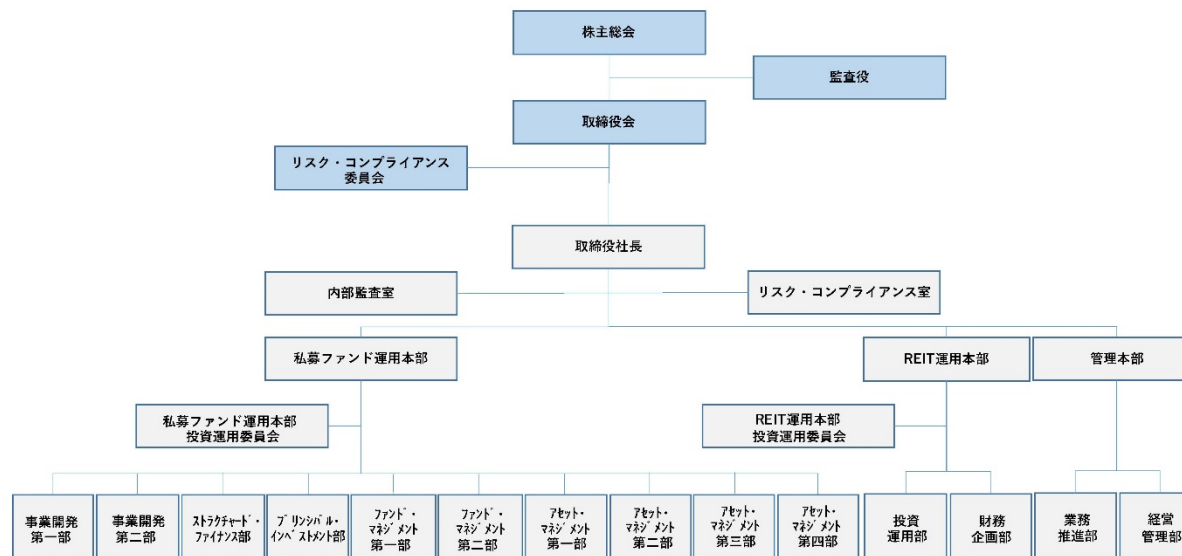 株主総会
監査役
取締役会
リスク・コンプライアンス
委員会
取締役社長
内部監査室
リスク・コンプライアンス室
私募ファンド運用本部
REIT運用本部
管理本部
私募ファンド運用本部
投資運用委員会
REIT運用本部
投資運用委員会
事業開発
第一部
事業開発
第二部
ストラクチャード・
ファイナンス部
プリンシパル・
インベストメント部
ファンド・
マネジメント
第一部
ファンド・
マネジメント
第二部
アセット・
マネジメント
第一部
アセット・
マネジメント
第二部
アセット・
マネジメント
第三部
アセット・
マネジメント
第四部
投資
運用部
財務
企画部
業務
推進部
経営
管理部